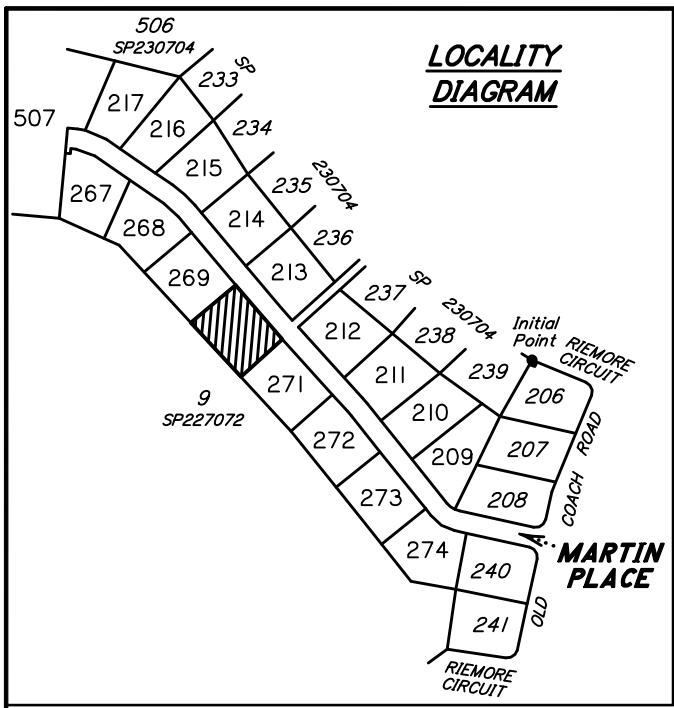 LOCALITY
DIAGRAM
506
SP230704
233
SP
217
507
216
234
215
235
230704
267
214
236
268
213
269
237
SP
230704
212
238
Initial
Point
RIEMORE
CIRCUIT
211
239
206
271
9
SP227072
210
ROAD
272
209
207
208
COACH
273
274
240
MARTIN
PLACE
241
OLD
RIEMORE
CIRCUIT